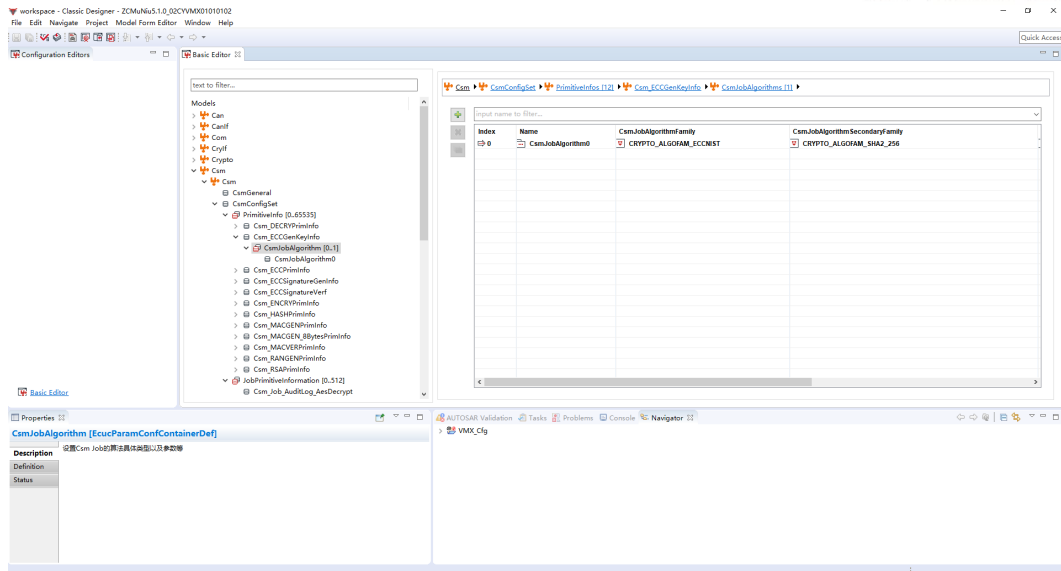 workspace - Classic Designer - ZCMuNiu5.1.0_02CYVMX01010102
File Edit Navigate Project Model Form Editor Window Help
Quick Access
Configuration Editors
Basic Editor
Basic Editor
text to filter...
Models
Can
CanIf
Com
CryIf
Crypto
Csm
Csm
CsmGeneral
CsmConfigSet
PrimitiveInfo [0..65535]
Csm_DECRYPrimInfo
Csm_ECCGenKeyInfo
CsmJobAlgorithm [0..1]
CsmJobAlgorithm0
Csm_ECCPrimInfo
Csm_ECCSignatureGenInfo
Csm_ECCSignatureVerf
Csm_ENCRYPrimInfo
Csm_HASHPrimInfo
Csm_MACGENPrimInfo
Csm_MACGEN_8BytesPrimInfo
Csm_MACVERPrimInfo
Csm_RANGENPrimInfo
Csm_RSAPrimInfo
JobPrimitiveInformation [0..512]
Csm_Job_AuditLog_AesDecrypt
Csm CsmConfigSet PrimitiveInfos [12] Csm_ECCGenKeyInfo CsmJobAlgorithms [1]
input name to filter...
Index Name CsmJobAlgorithmFamily CsmJobAlgorithmSecondaryFamily
0 CsmJobAlgorithm0 CRYPTO_ALGOFAM_ECCNIST CRYPTO_ALGOFAM_SHA2_256
Properties
CsmJobAlgorithm [EcucParamConfContainerDef]
Description
Definition
Status
设置Csm Job的算法具体类型以及参数等
AUTOSAR Validation Tasks Problems Console Navigator
VMX_Cfg